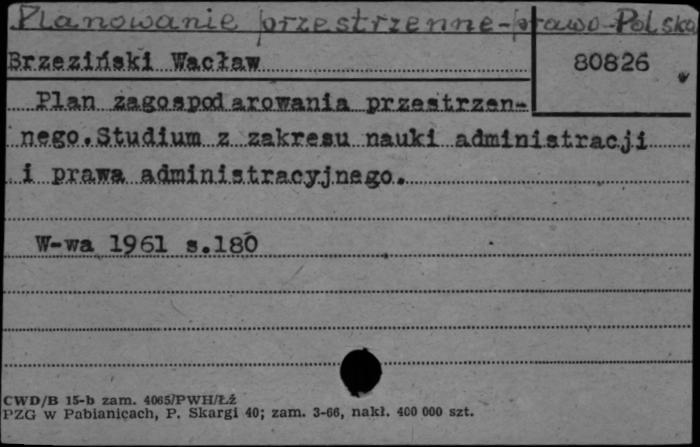 Planowanie przestrzenne-prawo-Polska
Brzeziński Wacław
80826
Plan zagospodarowania przestrzen-
nego.Studium z zakresu nauki administracji
i prawa administracyjnego.
W-wa 1961 s.180
CWD/B 15-b zam. 4065/PWH/Łź
PZG w Pabianicach, P. Skargi 40; zam. 3-66, nakł. 400 000 szt.